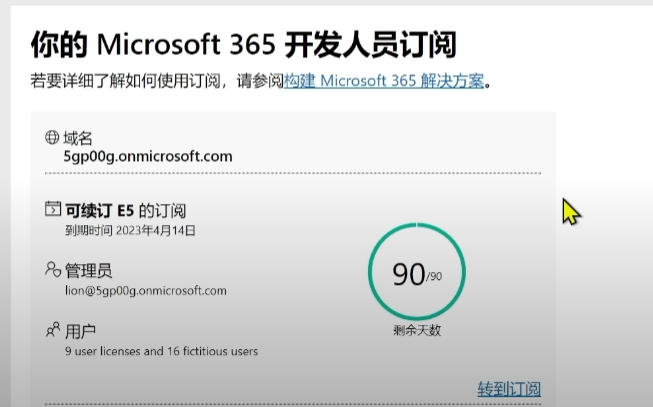 你的 Microsoft 365 开发人员订阅
若要详细了解如何使用订阅，请参阅构建 Microsoft 365 解决方案。
域名
5gp00g.onmicrosoft.com
可续订 E5 的订阅
到期时间 2023年4月14日
管理员
lion@5gp00g.onmicrosoft.com
用户
9 user licenses and 16 fictitious users
90/90
剩余天数
转到订阅